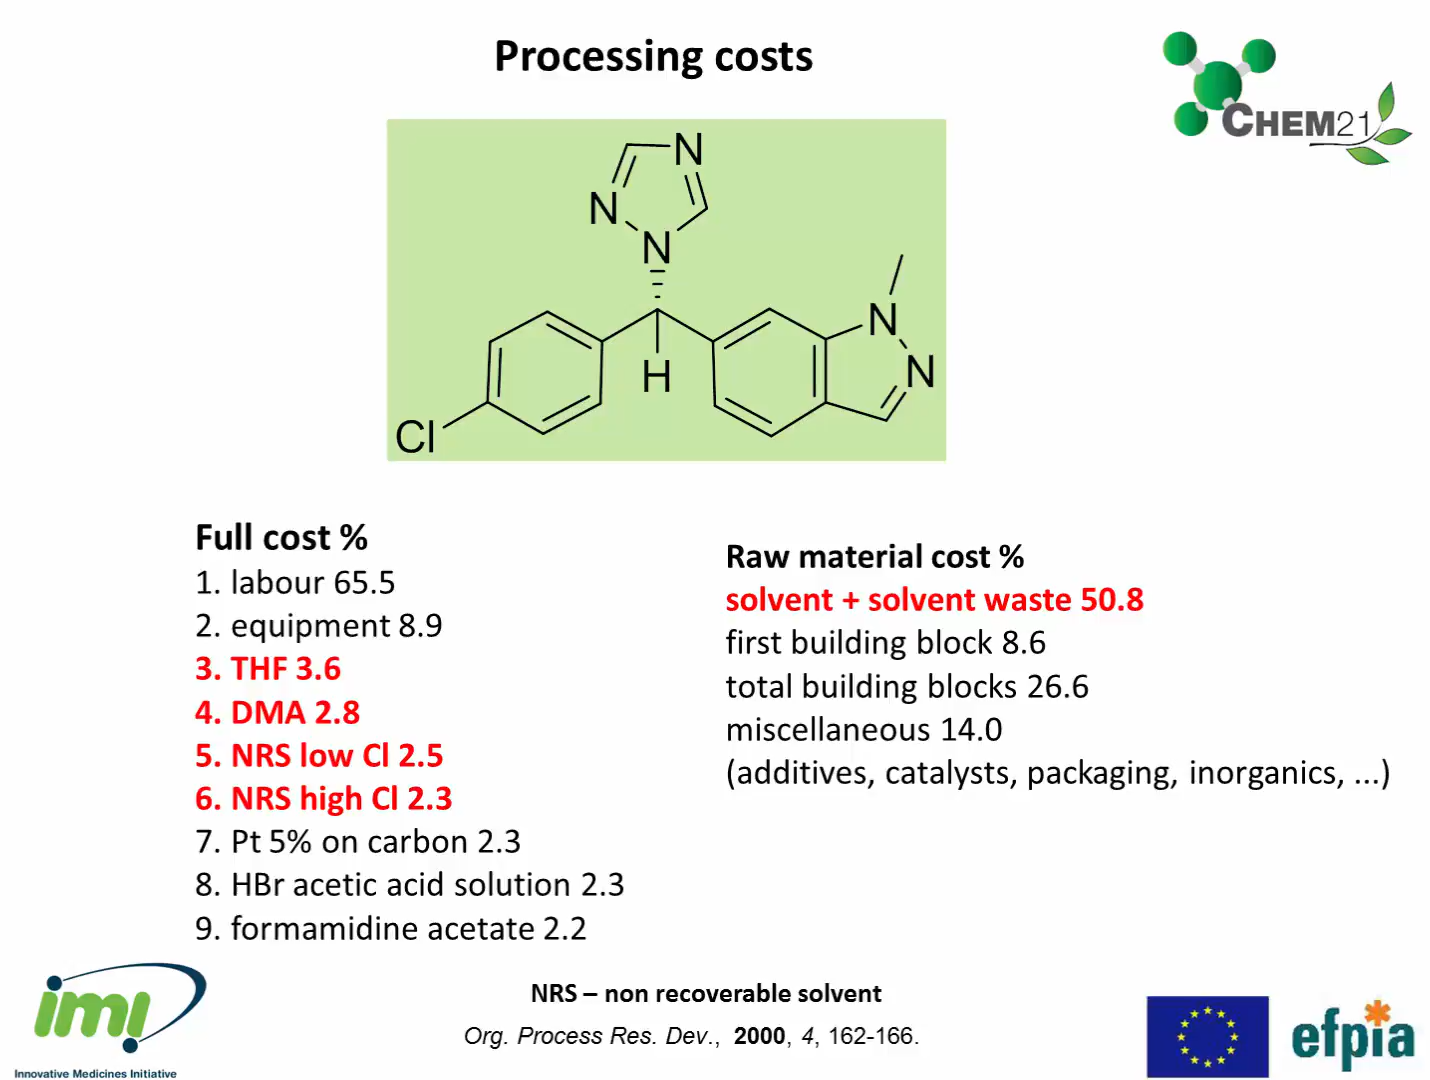 Processing costs
CHEM21
N
N
N
N
N
H
Cl
Full cost %
1. labour 65.5
2. equipment 8.9
3. THF 3.6
4. DMA 2.8
5. NRS low Cl 2.5
6. NRS high Cl 2.3
7. Pt 5% on carbon 2.3
8. HBr acetic acid solution 2.3
9. formamidine acetate 2.2
Raw material cost %
solvent + solvent waste 50.8
first building block 8.6
total building blocks 26.6
miscellaneous 14.0
(additives, catalysts, packaging, inorganics, ...)
NRS – non recoverable solvent
Org. Process Res. Dev., 2000, 4, 162-166.
imi
Innovative Medicines Initiative
efpia